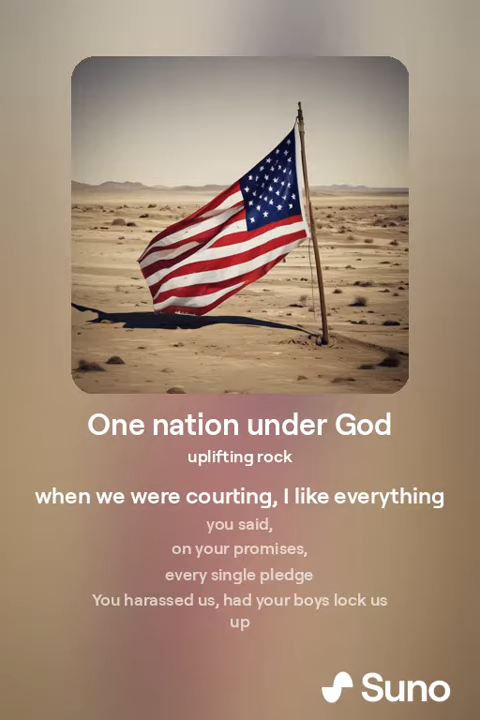 One nation under God
uplifting rock
when we were courting, I like everything
you said,
on your promises,
every single pledge
You harassed us, had your boys lock us
up
Suno